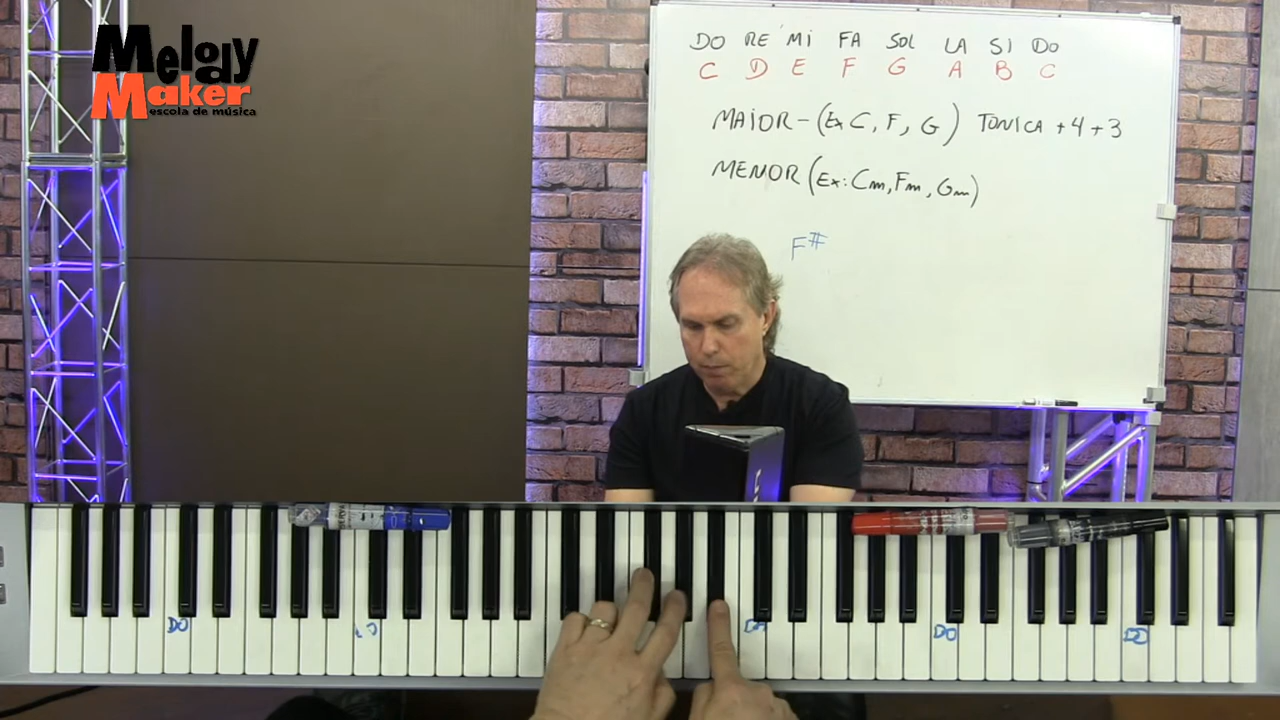 Melody
Maker
escola de música
DO RE MI FA SOL LA SI DO
C D E F G A B C
MAIOR - (Ex C, F, G) TONICA +4+3
MENOR (Ex: Cm, Fm, Gm)
F#
DO
DO
DO